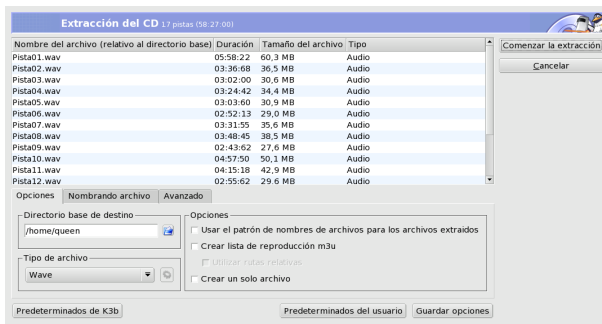 Extracción del CD 17 pistas (58:27:00)
Nombre del archivo (relativo al directorio base) Duración Tamaño del archivo Tipo
Pista01.wav 05:58:22 60,3 MB Audio
Pista02.wav 03:36:68 36,5 MB Audio
Pista03.wav 03:02:00 30,6 MB Audio
Pista04.wav 03:24:42 34,4 MB Audio
Pista05.wav 03:03:60 30,9 MB Audio
Pista06.wav 02:52:13 29,0 MB Audio
Pista07.wav 03:31:55 35,6 MB Audio
Pista08.wav 03:48:45 38,5 MB Audio
Pista09.wav 02:43:62 27,6 MB Audio
Pista10.wav 04:57:50 50,1 MB Audio
Pista11.wav 04:15:18 42,9 MB Audio
Pista12.wav 02:55:62 29,6 MB Audio
Comenzar la extracción
Cancelar
Opciones Nombrando archivo Avanzado
Directorio base de destino
/home/queen
Tipo de archivo
Wave
Opciones
Usar el patrón de nombres de archivos para los archivos extraidos
Crear lista de reproducción m3u
Utilizar rutas relativas
Crear un solo archivo
Predeterminados de K3b Predeterminados del usuario Guardar opciones